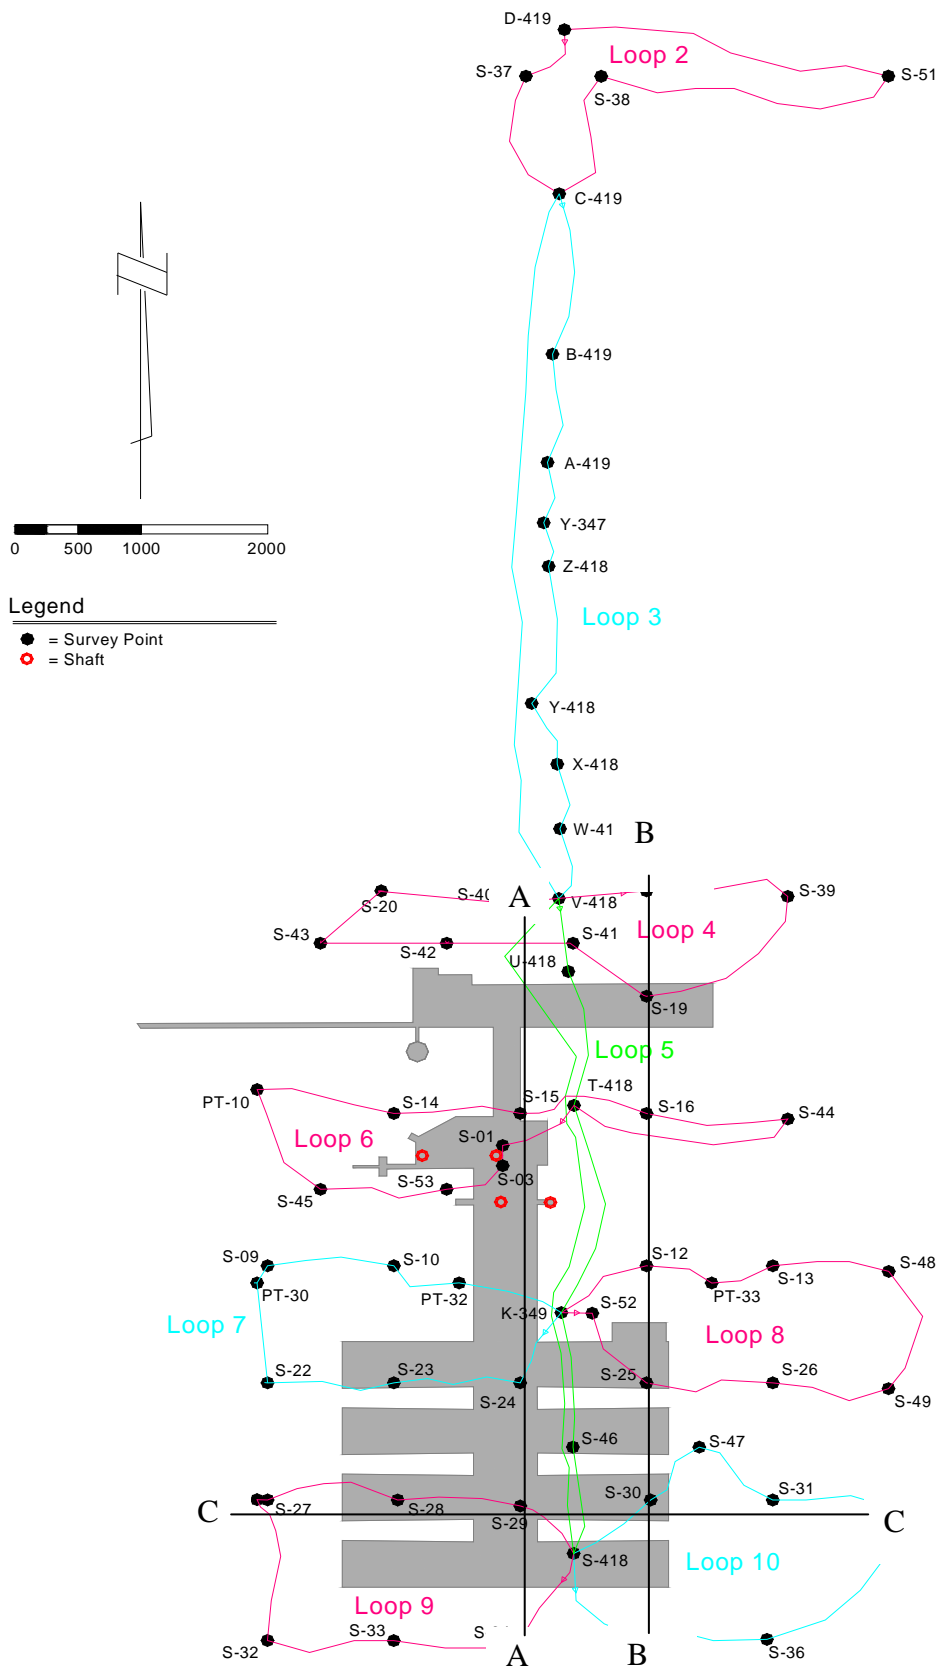 D-419
Loop 2
S-37
S-51
S-38
C-419
B-419
A-419
Y-347
Z-418
0
500
1000
2000
Legend
= Survey Point
= Shaft
Loop 3
Y-418
X-418
W-41
B
A
S-20
S-40
V-418
S-39
S-43
S-42
S-41
Loop 4
U-418
S-19
Loop 5
PT-10
S-14
S-15
T-418
S-16
S-44
Loop 6
S-01
S-03
S-45
S-53
S-09
S-10
S-12
S-13
S-48
PT-30
PT-32
PT-33
K-349
S-52
Loop 7
Loop 8
S-22
S-23
S-24
S-25
S-26
S-49
S-46
S-47
C
S-27
S-28
S-29
S-30
S-31
C
S-418
Loop 10
Loop 9
S-32
S-33
A
B
S-36